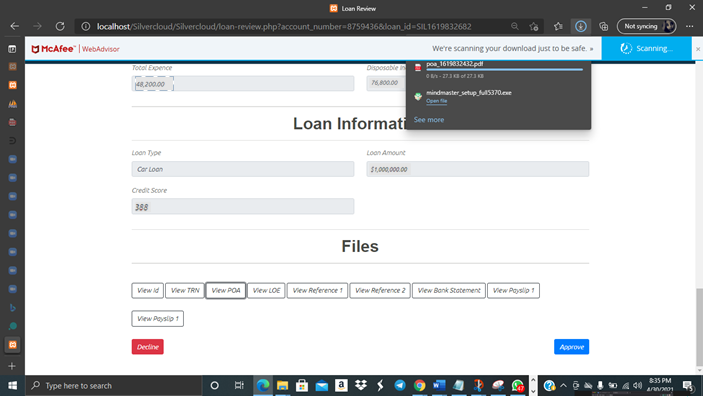 Loan Review
localhost/Silvercloud/Silvercloud/loan-review.php?account_number=8759436&loan_id=SIL1619832682
Not syncing
McAfee | WebAdvisor
We're scanning your download just to be safe. »
Scanning...
poa_1619832432.pdf
0 B/s - 27.3 KB of 27.3 KB
mindmaster_setup_full5370.exe
Open file
See more
Total Expence
Disposable In
48,200.00
76,800.00
Loan Informati
Loan Type
Loan Amount
Car Loan
$1,000,000.00
Credit Score
388
Files
View Id
View TRN
View POA
View LOE
View Reference 1
View Reference 2
View Bank Statement
View Payslip 1
View Payslip 1
Decline
Approve
Type here to search
47
8:35 PM
4/30/2021